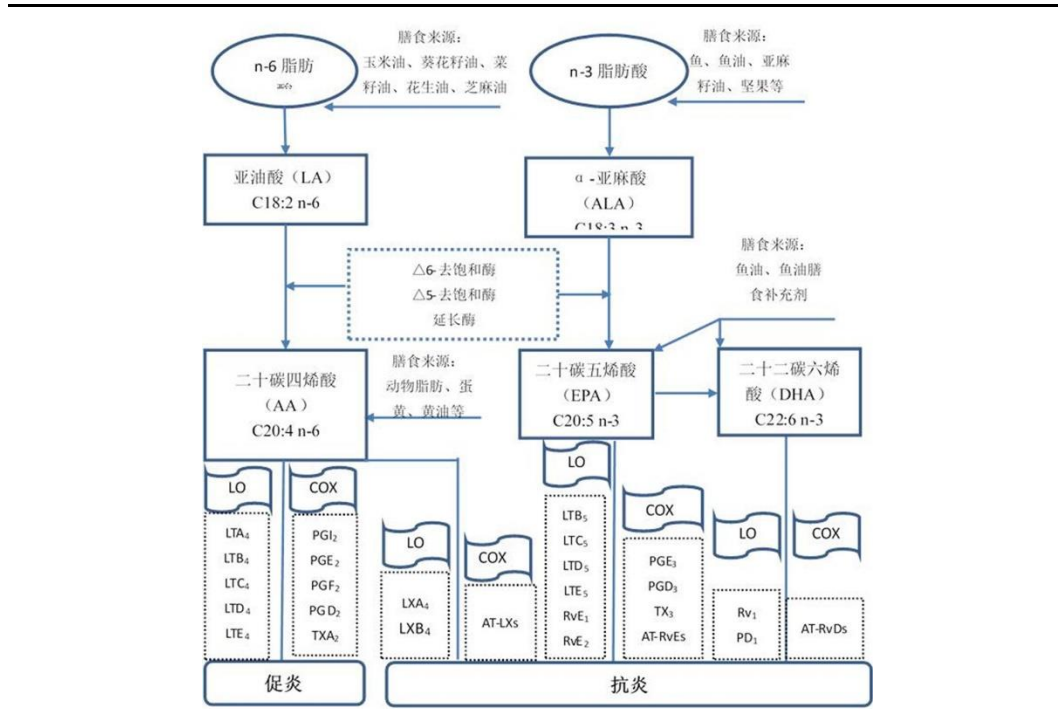 n-6 脂肪
膳食来源:
玉米油、葵花籽油、菜
籽油、花生油、芝麻油
n-3 脂肪酸
膳食来源:
鱼、鱼油、亚麻
籽油、坚果等
亚油酸（LA）
C18:2 n-6
α-亚麻酸
（ALA）
C18:3 n-3
△6-去饱和酶
△5-去饱和酶
延长酶
膳食来源:
鱼油、鱼油膳
食补充剂
二十碳四烯酸
（AA）
C20:4 n-6
膳食来源:
动物脂肪、蛋
黄、黄油等
二十碳五烯酸
（EPA）
C20:5 n-3
二十二碳六烯
酸（DHA）
C22:6 n-3
LO
LTA₄
LTB₄
LTC₄
LTD₄
LTE₄
COX
PGI₂
PGE₂
PGF₂
PGD₂
TXA₂
LO
LXA₄
LXB₄
COX
AT-LXs
LO
LTB₅
LTC₅
LTD₅
LTE₅
RvE₁
RvE₂
COX
PGE₃
PGD₃
TX₃
AT-RvEs
LO
Rv₁
PD₁
COX
AT-RvDs
促炎
抗炎